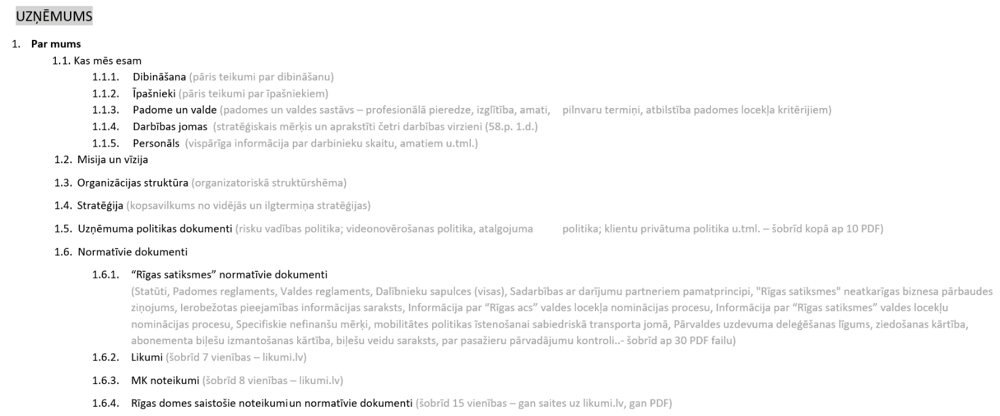 UZŅĒMUMS
1. Par mums
1.1. Kas mēs esam
1.1.1. Dibināšana (pāris teikumi par dibināšanu)
1.1.2. Īpašnieki (pāris teikumi par īpašniekiem)
1.1.3. Padome un valde (padomes un valdes sastāvs – profesionālā pieredze, izglītība, amati, pilnvaru termiņi, atbilstība padomes locekļa kritērijiem)
1.1.4. Darbības jomas (stratēģiskais mērķis un aprakstīti četri darbības virzieni (58.p. 1.d.)
1.1.5. Personāls (vispārīga informācija par darbinieku skaitu, amatiem u.tml.)
1.2. Misija un vīzija
1.3. Organizācijas struktūra (organizatoriskā struktūrshēma)
1.4. Stratēģija (kopsavilkums no vidējās un ilgtermiņa stratēģijas)
1.5. Uzņēmuma politikas dokumenti (risku vadības politika; videonovērošanas politika, atalgojuma politika; klientu privātuma politika u.tml. – šobrīd kopā ap 10 PDF)
1.6. Normatīvie dokumenti
1.6.1. “Rīgas satiksmes” normatīvie dokumenti
(Statūti, Padomes reglaments, Valdes reglaments, Dalībnieku sapulces (visas), Sadarbības ar darījumu partneriem pamatprincipi, "Rīgas satiksmes" neatkarīgas biznesa pārbaudes
ziņojums, Ierobežotas pieejamības informācijas saraksts, Informācija par “Rīgas acs” valdes locekļa nominācijas procesu, Informācija par “Rīgas satiksmes” valdes locekļu
nominācijas procesu, Specifiskie nefinanšu mērķi, mobilitātes politikas īstenošanai sabiedriskā transporta jomā, Pārvaldes uzdevuma deleģēšanas līgums, ziedošanas kārtība,
abonementa biļešu izmantošanas kārtība, biļešu veidu saraksts, par pasažieru pārvadājumu kontroli..- šobrīd ap 30 PDF failu)
1.6.2. Likumi (šobrīd 7 vienības – likumi.lv)
1.6.3. MK noteikumi (šobrīd 8 vienības – likumi.lv)
1.6.4. Rīgas domes saistošie noteikumi un normatīvie dokumenti (šobrīd 15 vienības – gan saites uz likumi.lv, gan PDF)